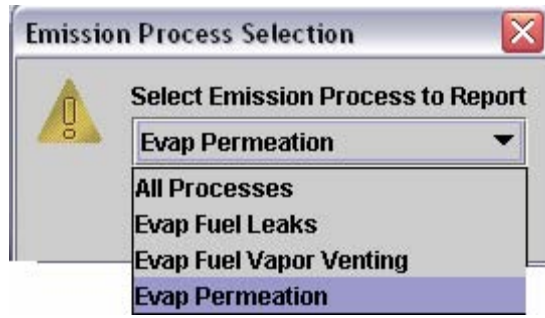 Emission Process Selection
Select Emission Process to Report
Evap Permeation
All Processes
Evap Fuel Leaks
Evap Fuel Vapor Venting
Evap Permeation